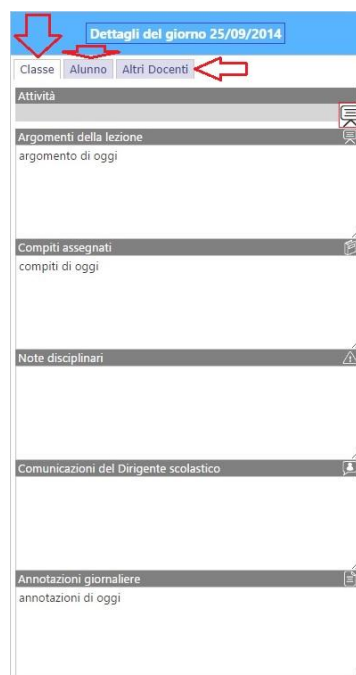 Dettagli del giorno 25/09/2014
Classe Alunno Altri Docenti
Attività
Argomenti della lezione
argomento di oggi
Compiti assegnati
compiti di oggi
Note disciplinari
Comunicazioni del Dirigente scolastico
Annotazioni giornaliere
annotazioni di oggi